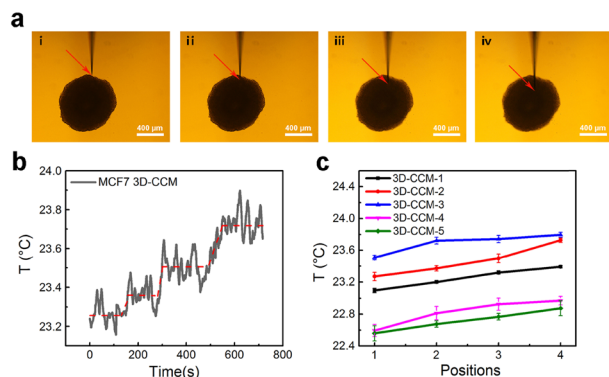 a
i
ii
iii
iv
400 μm
400 μm
400 μm
400 μm
b
c
24.0
23.8
23.6
23.4
23.2
T (°C)
MCF7 3D-CCM
0
200
400
600
800
Time(s)
24.4
24.0
23.6
23.2
22.8
22.4
T (°C)
3D-CCM-1
3D-CCM-2
3D-CCM-3
3D-CCM-4
3D-CCM-5
1
2
3
4
Positions